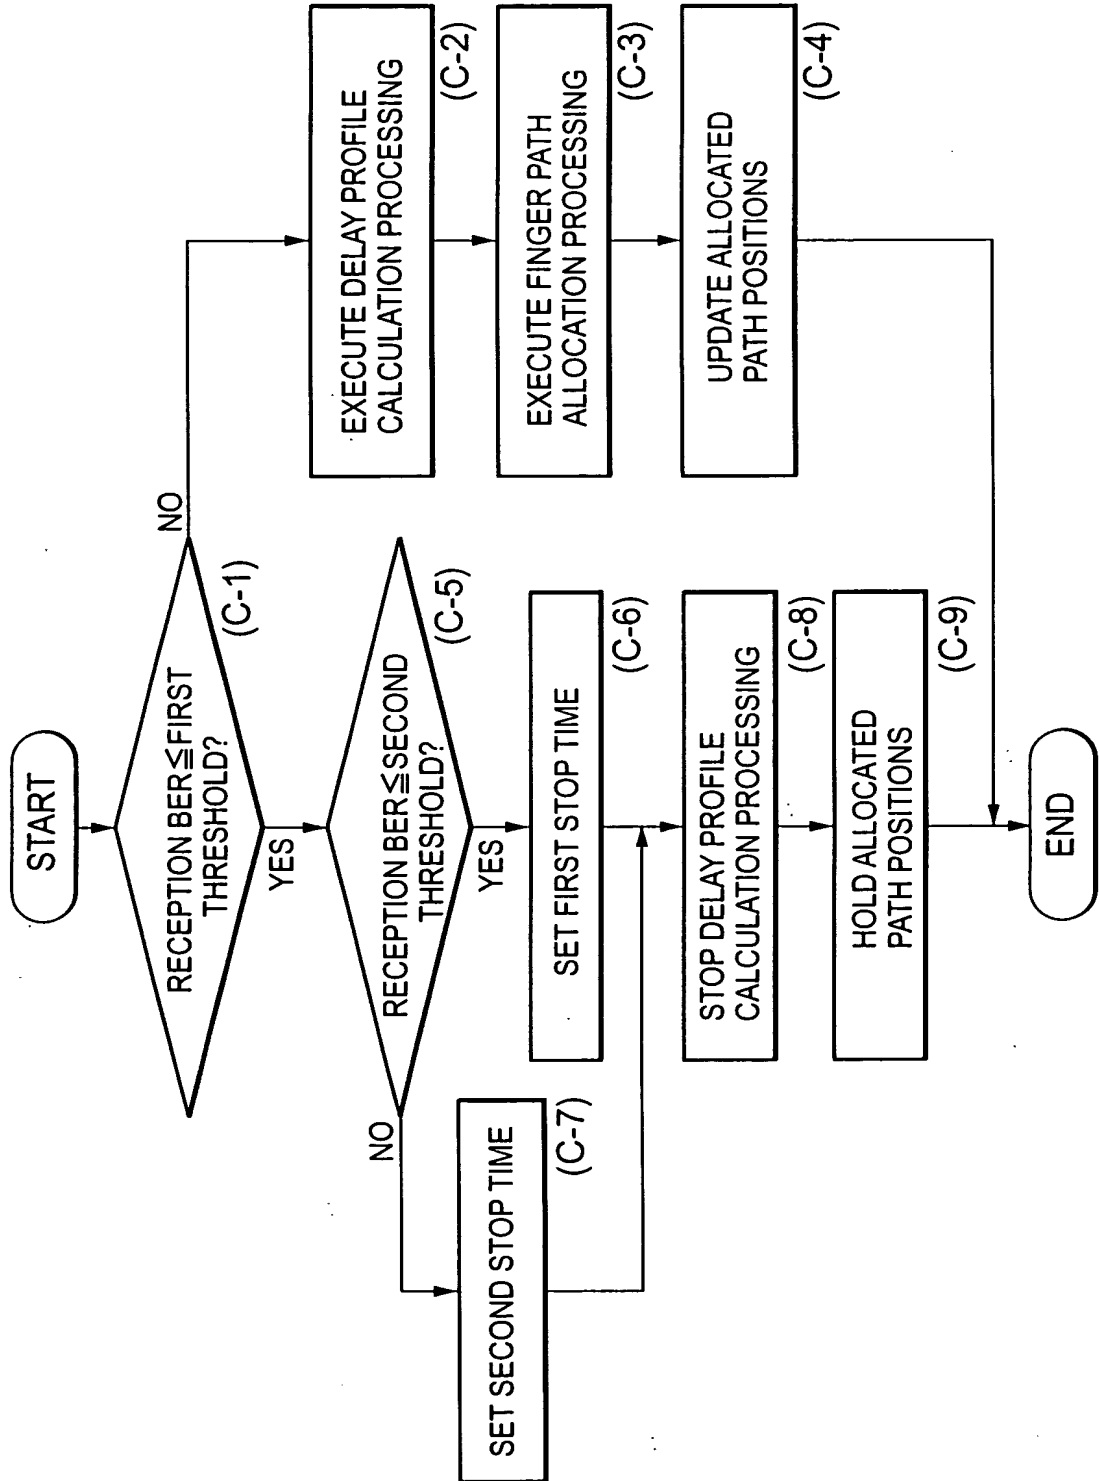 START
RECEPTION BER≦FIRST
THRESHOLD?
(C-1)
NO
YES
EXECUTE DELAY PROFILE
CALCULATION PROCESSING
(C-2)
EXECUTE FINGER PATH
ALLOCATION PROCESSING
(C-3)
UPDATE ALLOCATED
PATH POSITIONS
(C-4)
RECEPTION BER≦SECOND
THRESHOLD?
(C-5)
NO
YES
SET FIRST STOP TIME
(C-6)
SET SECOND STOP TIME
(C-7)
STOP DELAY PROFILE
CALCULATION PROCESSING
(C-8)
HOLD ALLOCATED
PATH POSITIONS
(C-9)
END